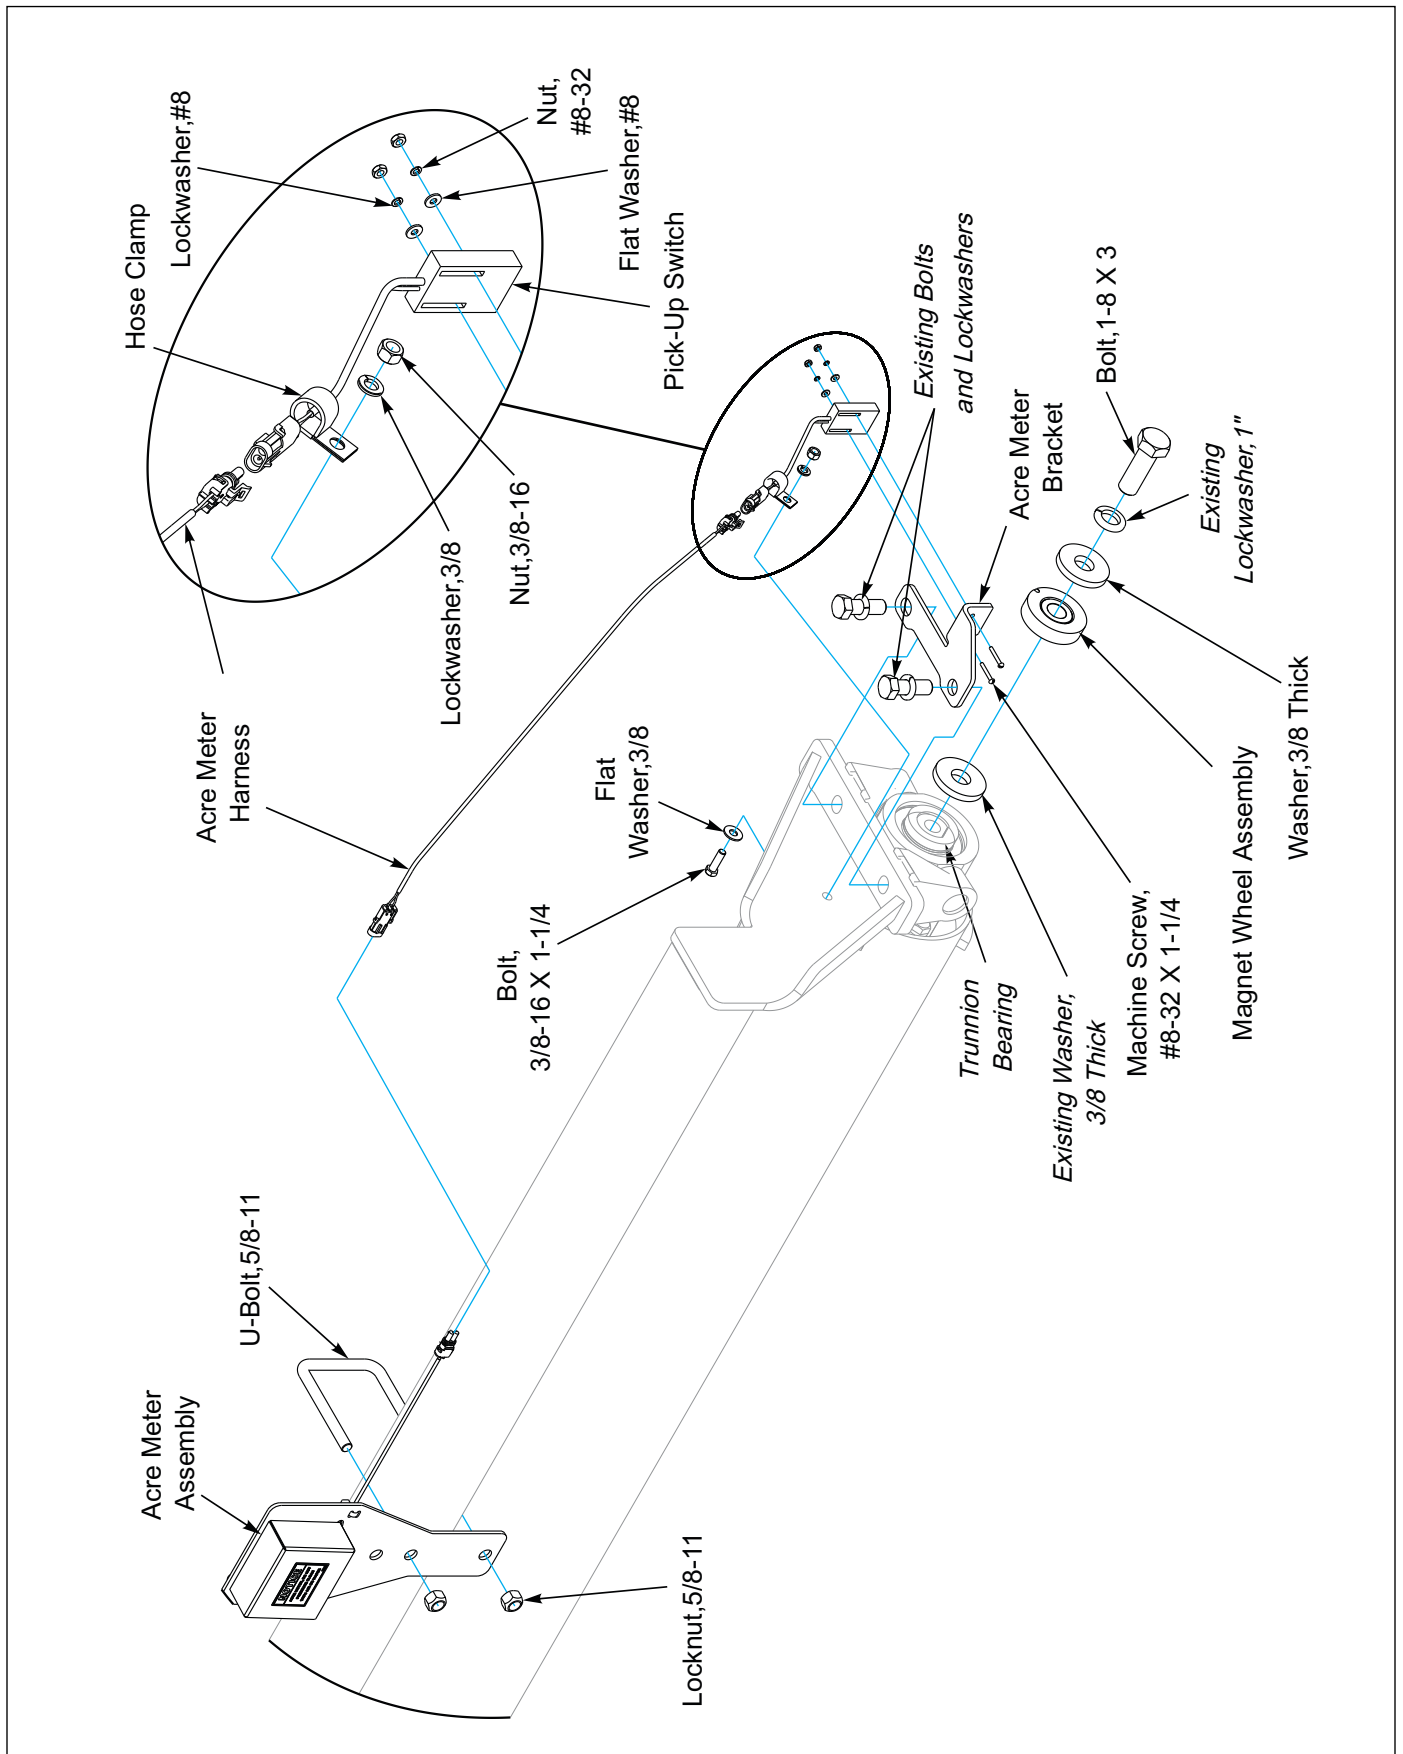 Acre Meter
Assembly
U-Bolt,5/8-11
Locknut,5/8-11
Acre Meter
Harness
Hose Clamp
Lockwasher,#8
Nut,
#8-32
Flat Washer,#8
Pick-Up Switch
Lockwasher,3/8
Nut,3/8-16
Flat
Washer,3/8
Bolt,
3/8-16 X 1-1/4
Existing Bolts
and Lockwashers
Acre Meter
Bracket
Bolt,1-8 X 3
Existing
Lockwasher,1"
Trunnion
Bearing
Existing Washer,
3/8 Thick
Machine Screw,
#8-32 X 1-1/4
Magnet Wheel Assembly
Washer,3/8 Thick